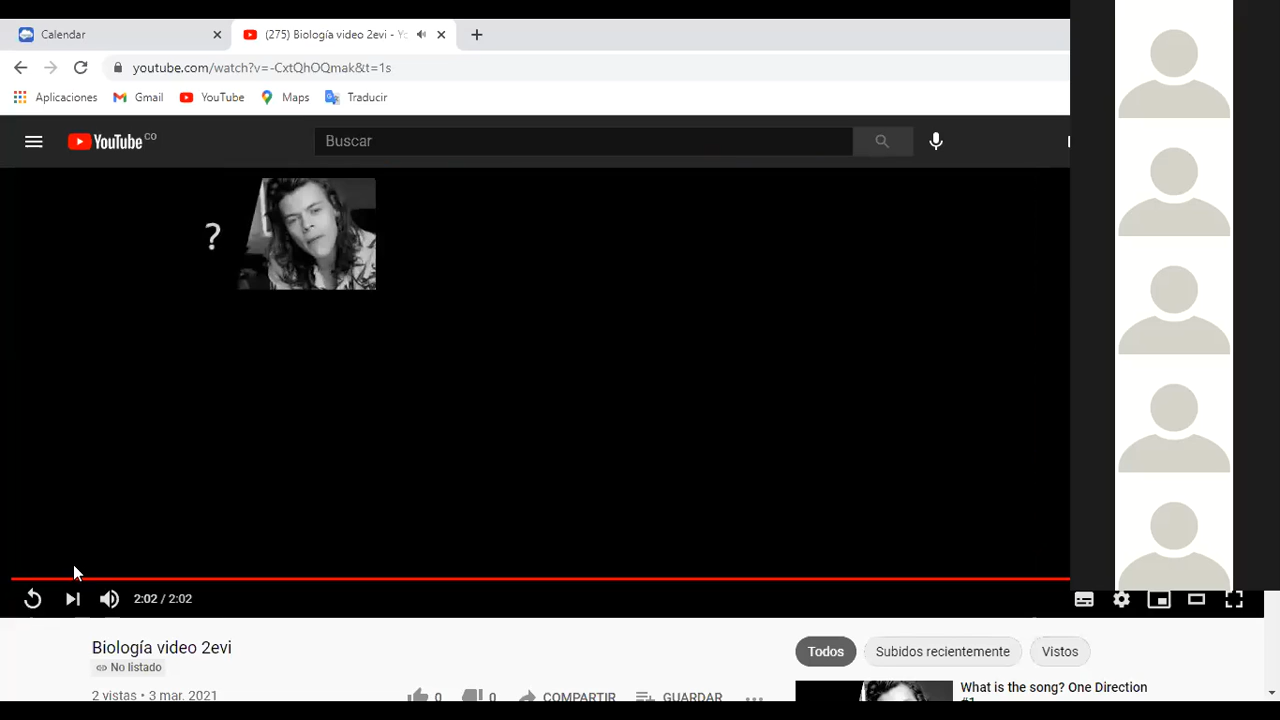 Calendar
(275) Biología video 2evi - Yo
youtube.com/watch?v=-CxtQhOQmak&t=1s
Aplicaciones
Gmail
YouTube
Maps
Traducir
YouTube CO
Buscar
?
2:02 / 2:02
Biología video 2evi
No listado
2 vistas • 3 mar. 2021
0
0
COMPARTIR
GUARDAR
Todos
Subidos recientemente
Vistos
What is the song? One Direction
#1